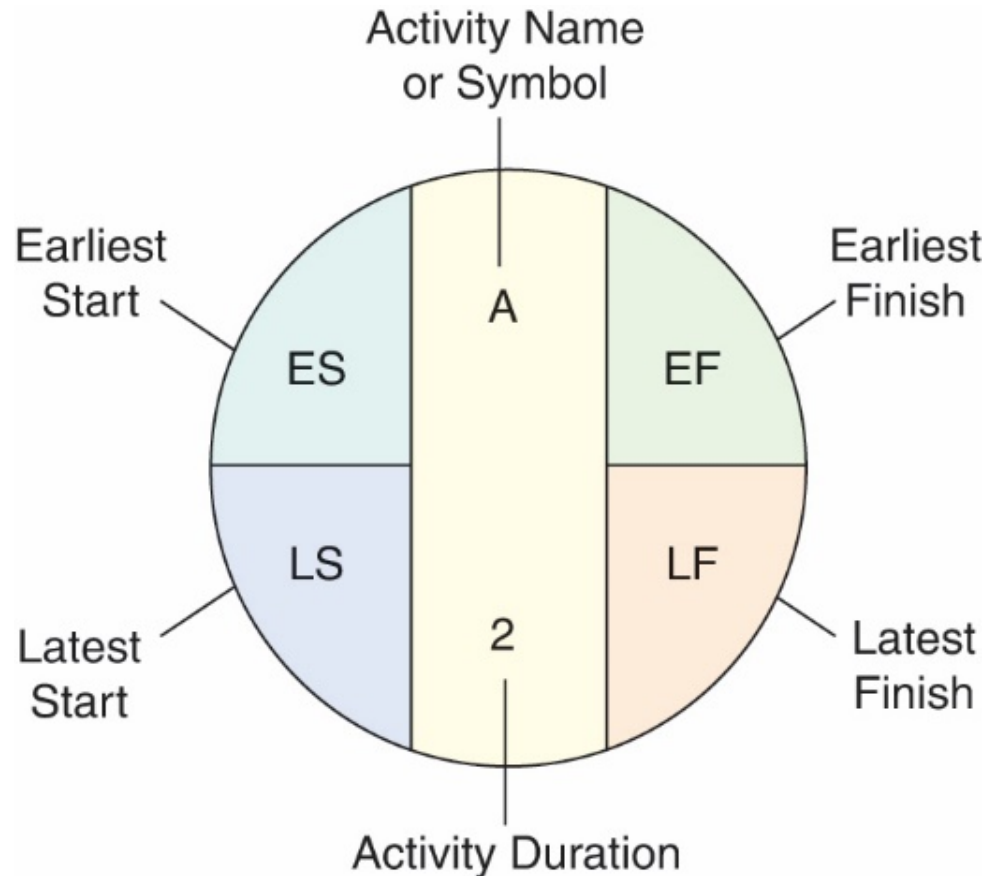 Activity Name
or Symbol
Earliest
Start
Earliest
Finish
A
ES
EF
LS
LF
2
Latest
Start
Latest
Finish
Activity Duration